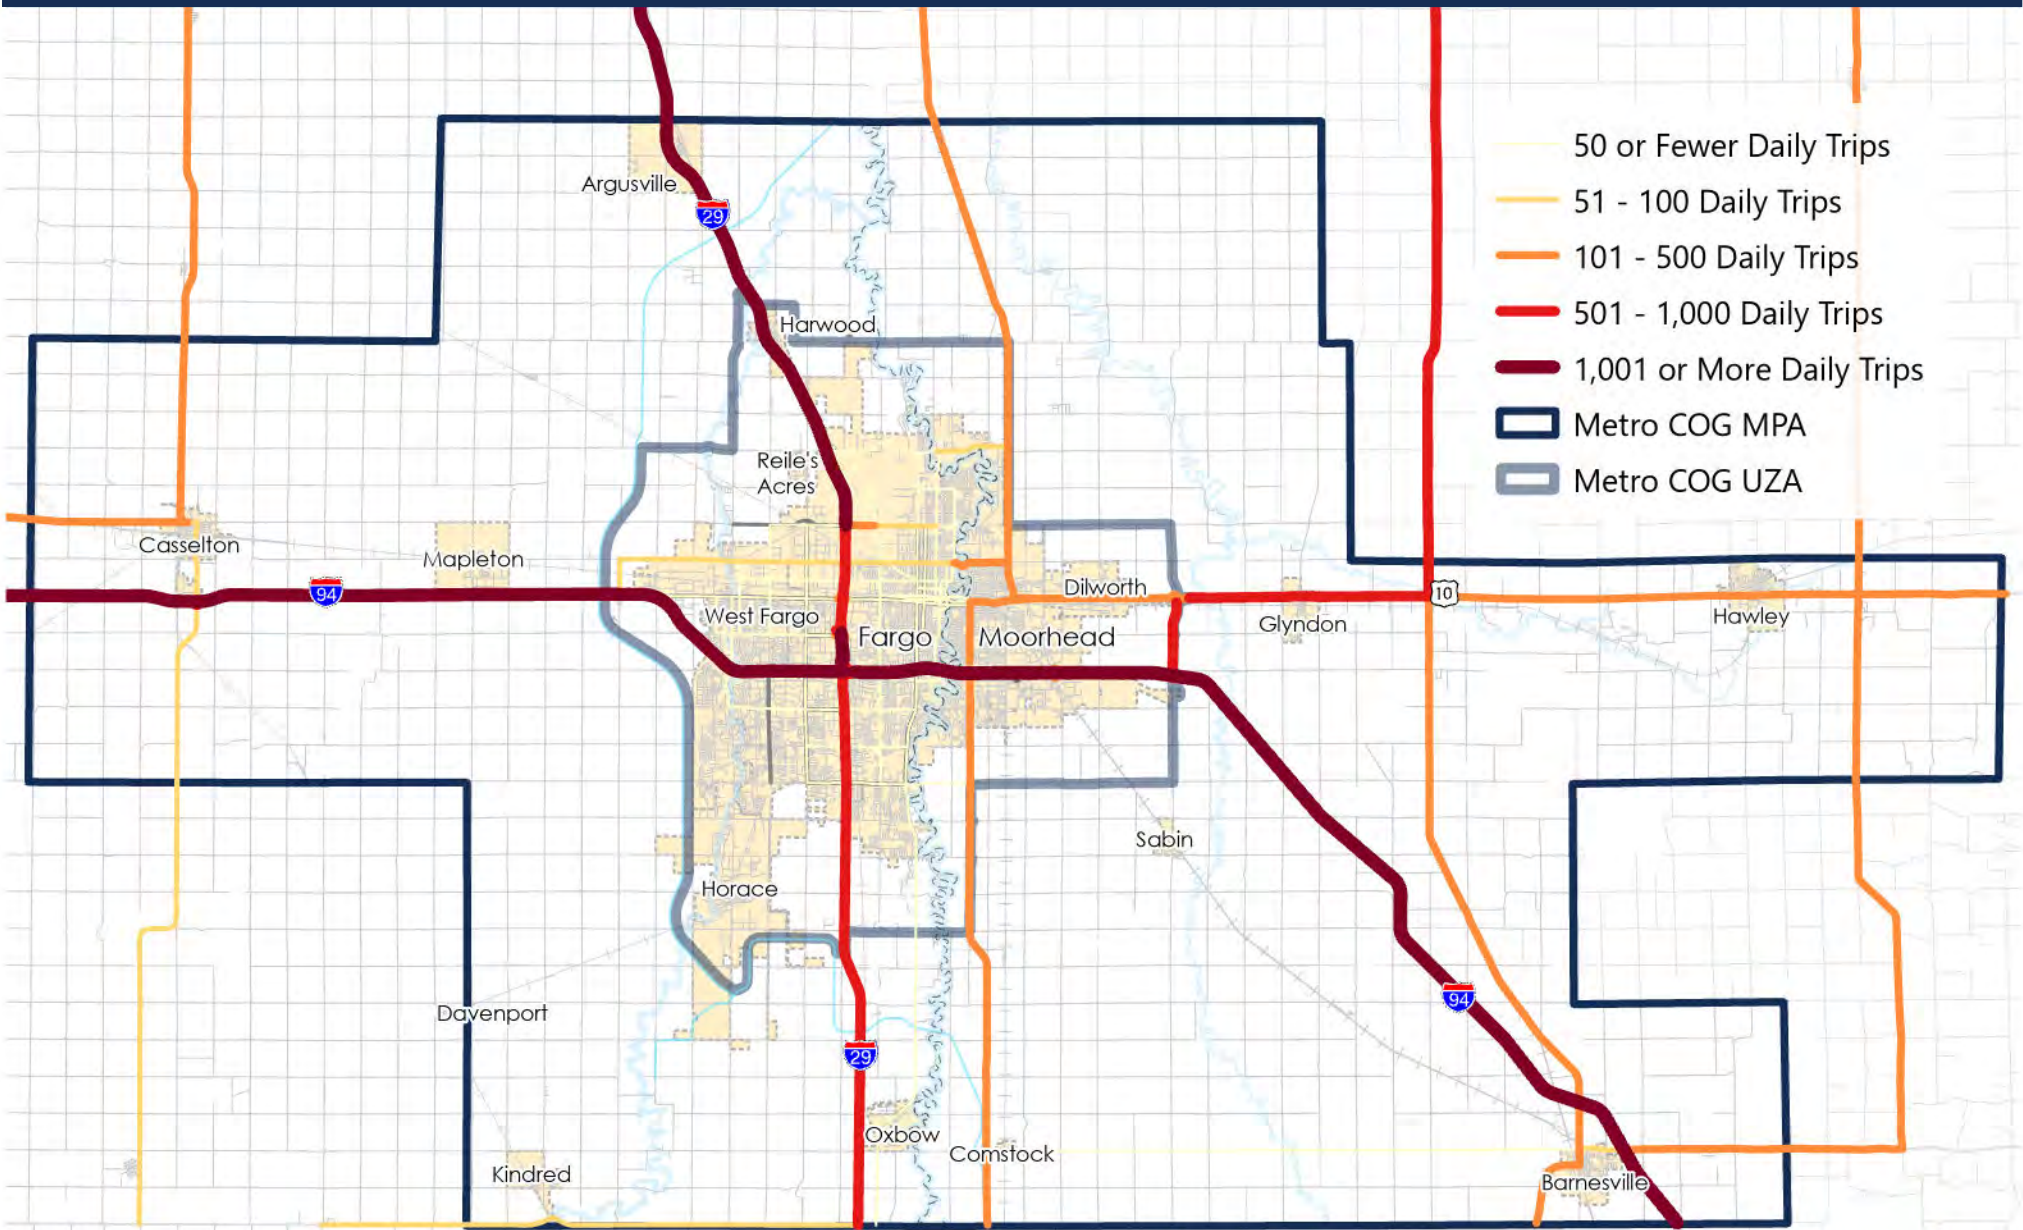 50 or Fewer Daily Trips
51 - 100 Daily Trips
101 - 500 Daily Trips
501 - 1,000 Daily Trips
1,001 or More Daily Trips
Metro COG MPA
Metro COG UZA
Argusville
29
Harwood
Reile's
Acres
Casselton
Mapleton
94
West Fargo
Fargo
Moorhead
Dilworth
Glyndon
10
Hawley
Sabin
Horace
Davenport
94
29
Oxbow
Comstock
Kindred
Barnesville